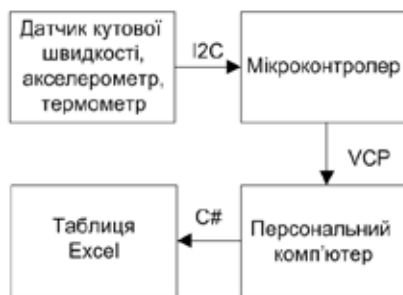 Датчик кутової
швидкості,
акселерометр,
термометр
I2C
Мікроконтролер
VCP
Таблиця
Excel
C#
Персональний
комп'ютер